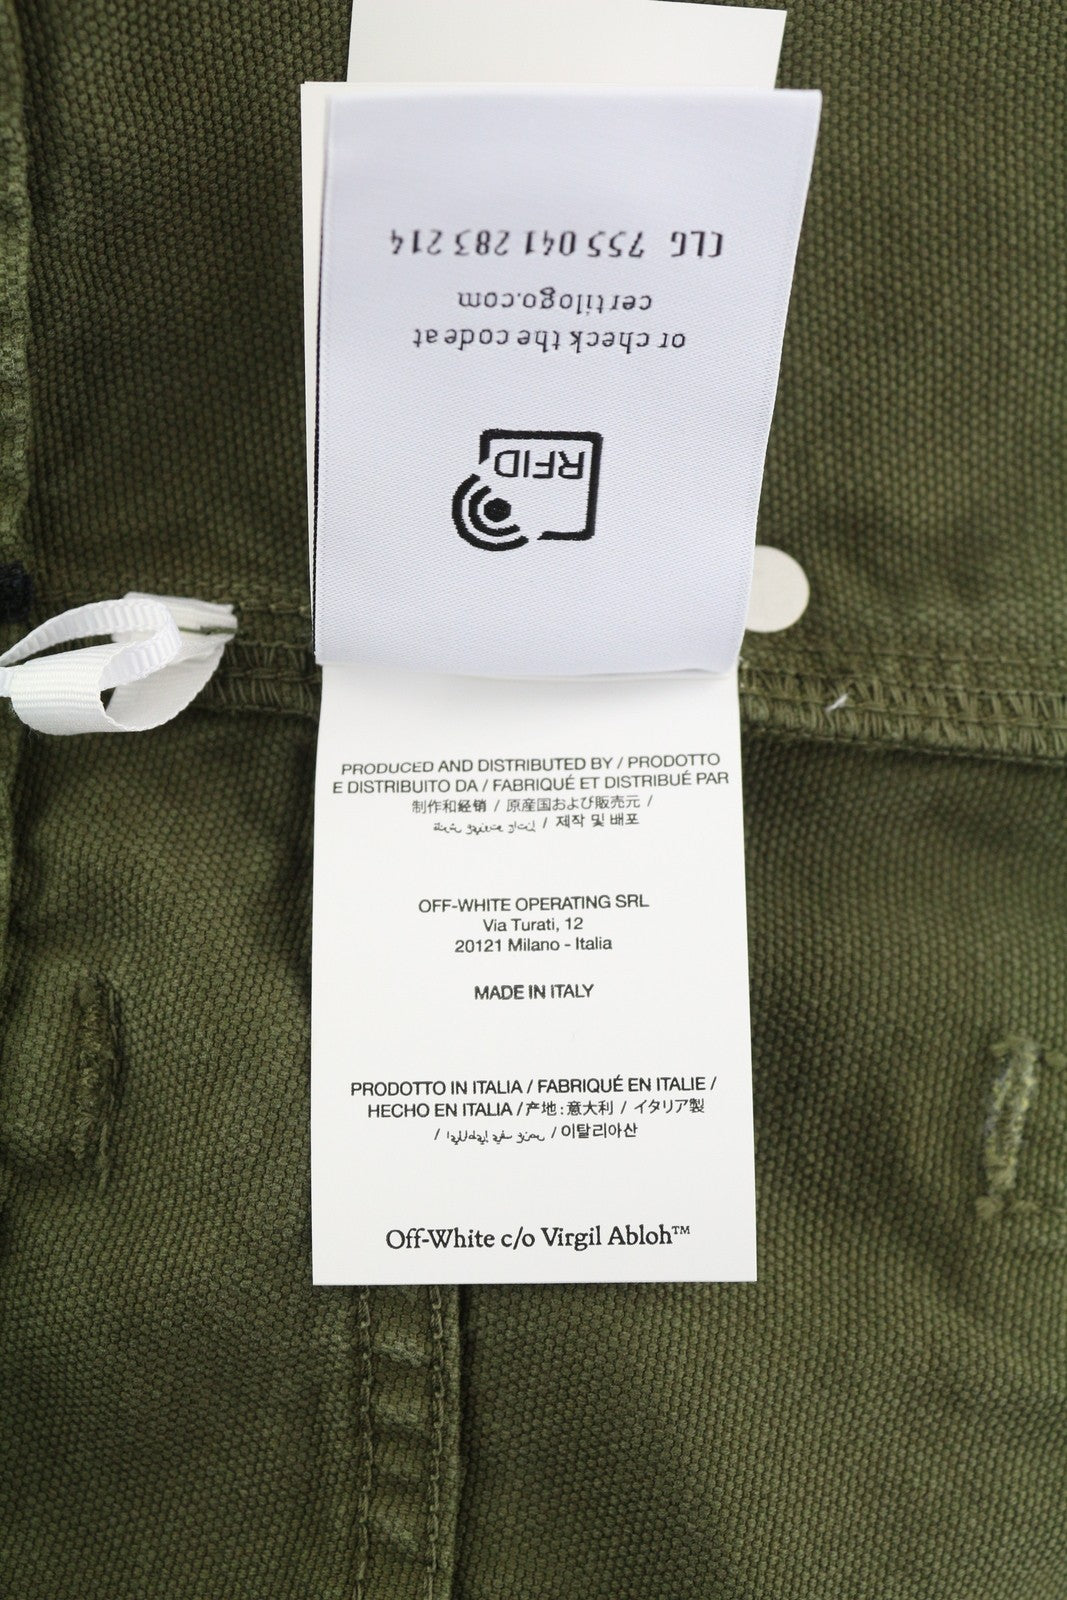 RFID
or check the code at
certilogo.com
CLG 755 041 283 214
PRODUCED AND DISTRIBUTED BY / PRODOTTO
E DISTRIBUITO DA / FABRIQUÉ ET DISTRIBUÉ PAR
制作和经销 / 原産国および販売元 /
/ 제작 및 배포
OFF-WHITE OPERATING SRL
Via Turati, 12
20121 Milano - Italia
MADE IN ITALY
PRODOTTO IN ITALIA / FABRIQUÉ EN ITALIE /
HECHO EN ITALIA / 产地:意大利 / イタリア製
/ / 이탈리아산
Off-White c/o Virgil Abloh™